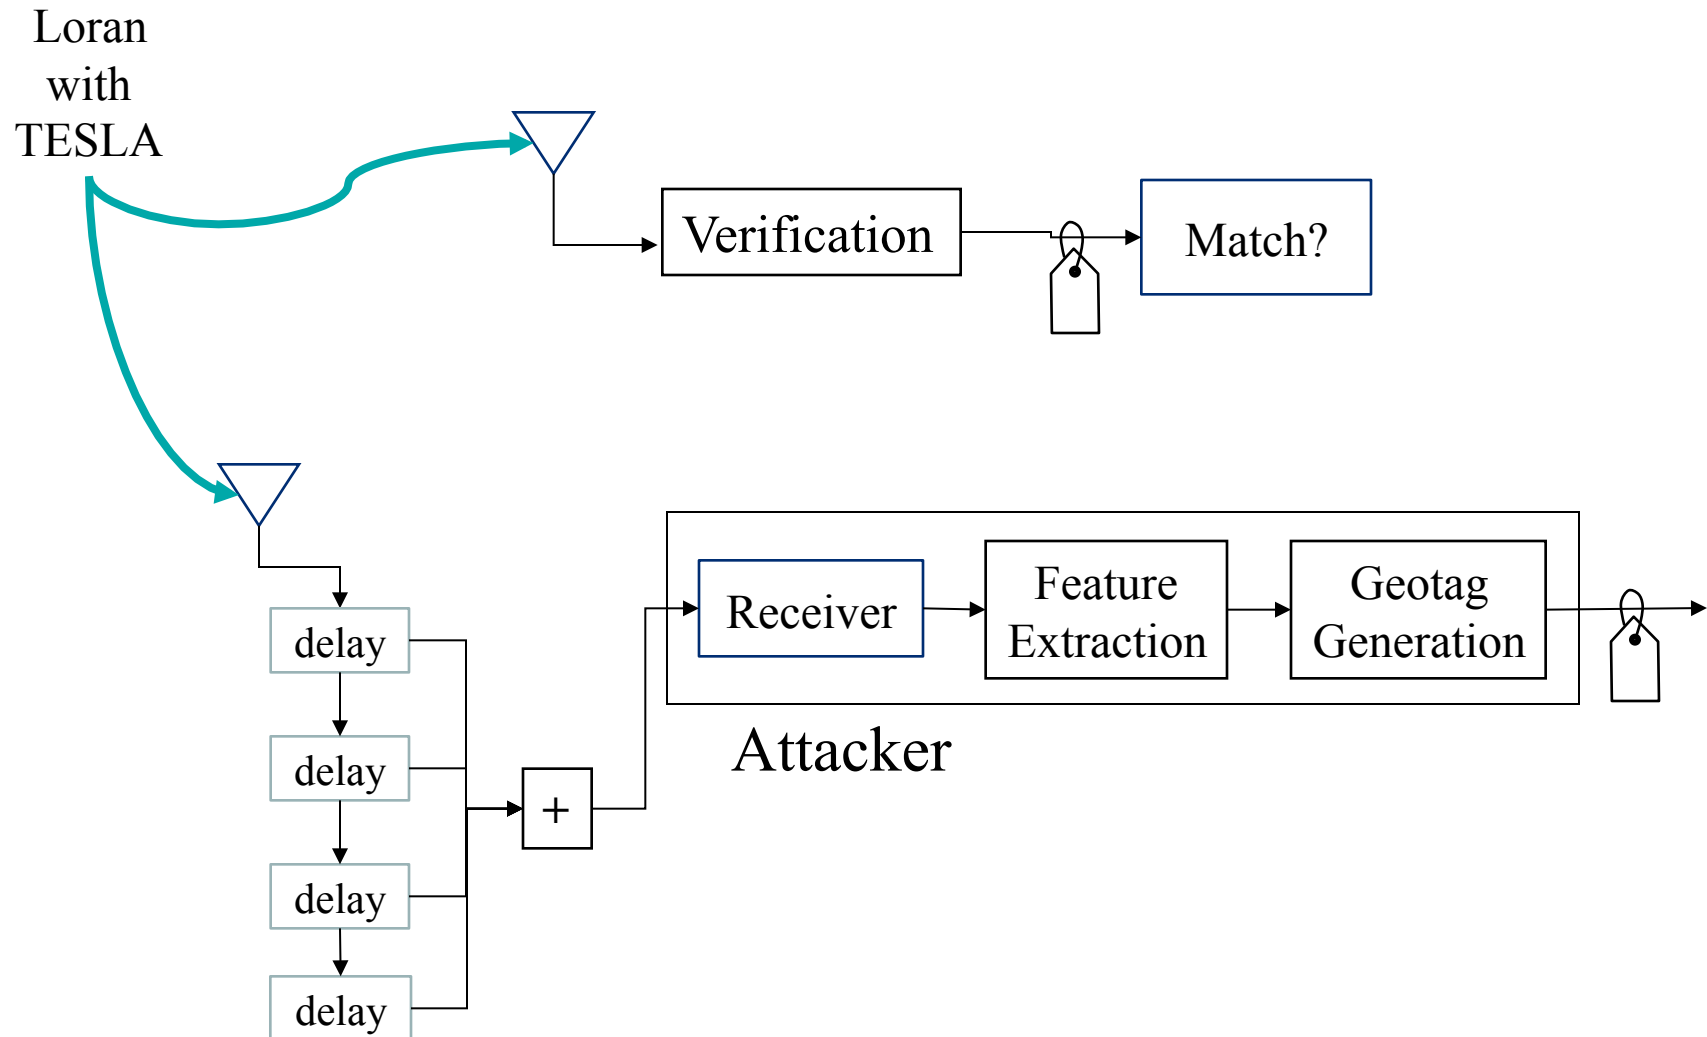 Loran
with
TESLA
Verification
Match?
Receiver
Feature
Extraction
Geotag
Generation
Attacker
delay
delay
+
delay
delay